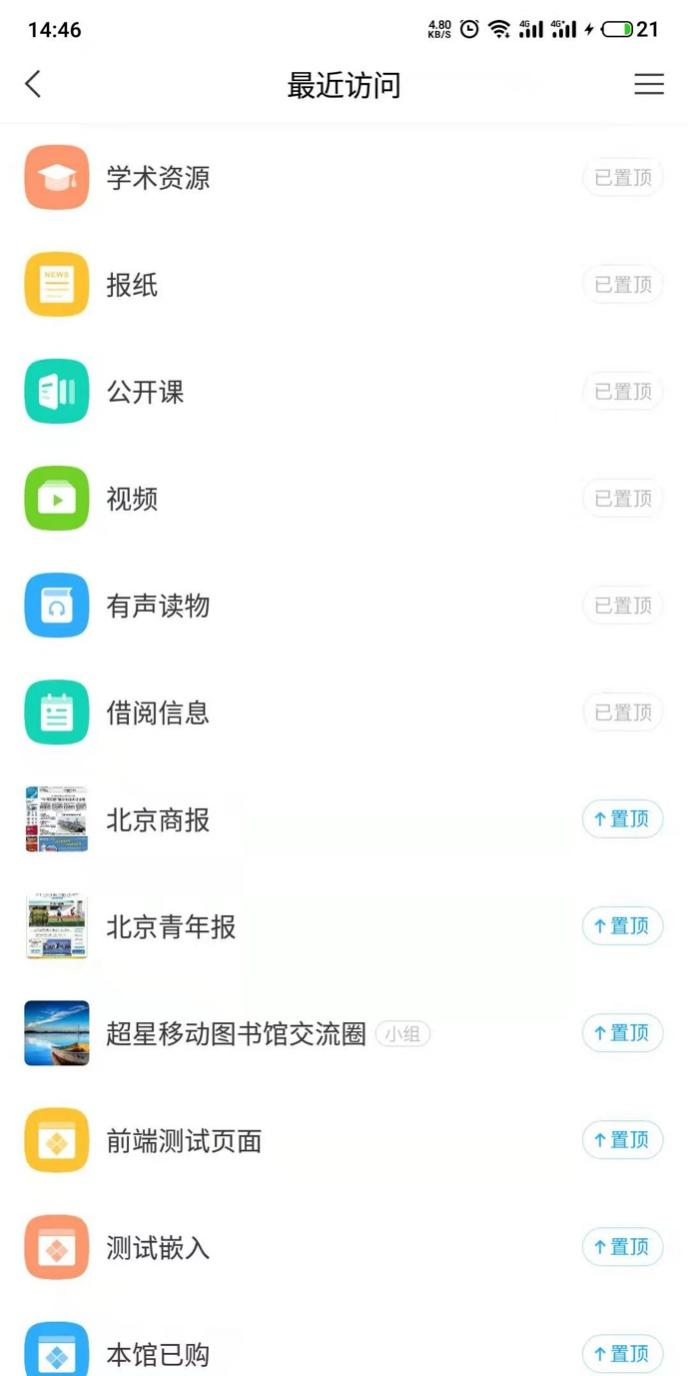 14:46
4.80 KB/S 4G 4G+ 21
最近访问
学术资源 已置顶
NEWS
报纸 已置顶
公开课 已置顶
视频 已置顶
有声读物 已置顶
借阅信息 已置顶
北京商报 ↑置顶
北京青年报 ↑置顶
超星移动图书馆交流圈 小组 ↑置顶
前端测试页面 ↑置顶
测试嵌入 ↑置顶
本馆已购 ↑置顶